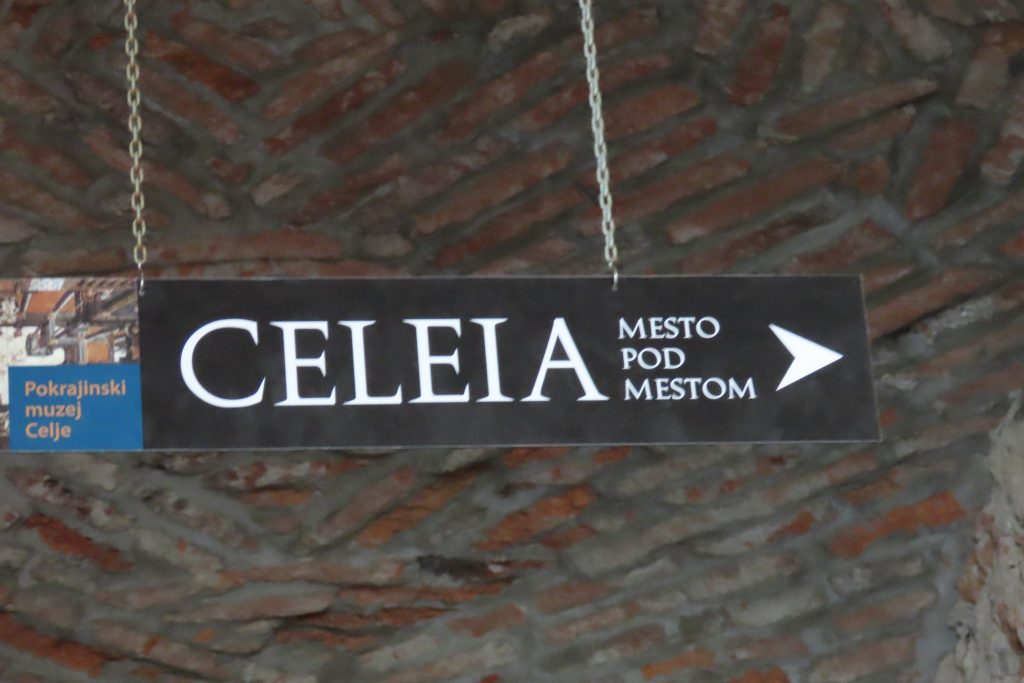 Pokrajinski
muzej
Celje
CELEIA
MESTO
POD
MESTOM